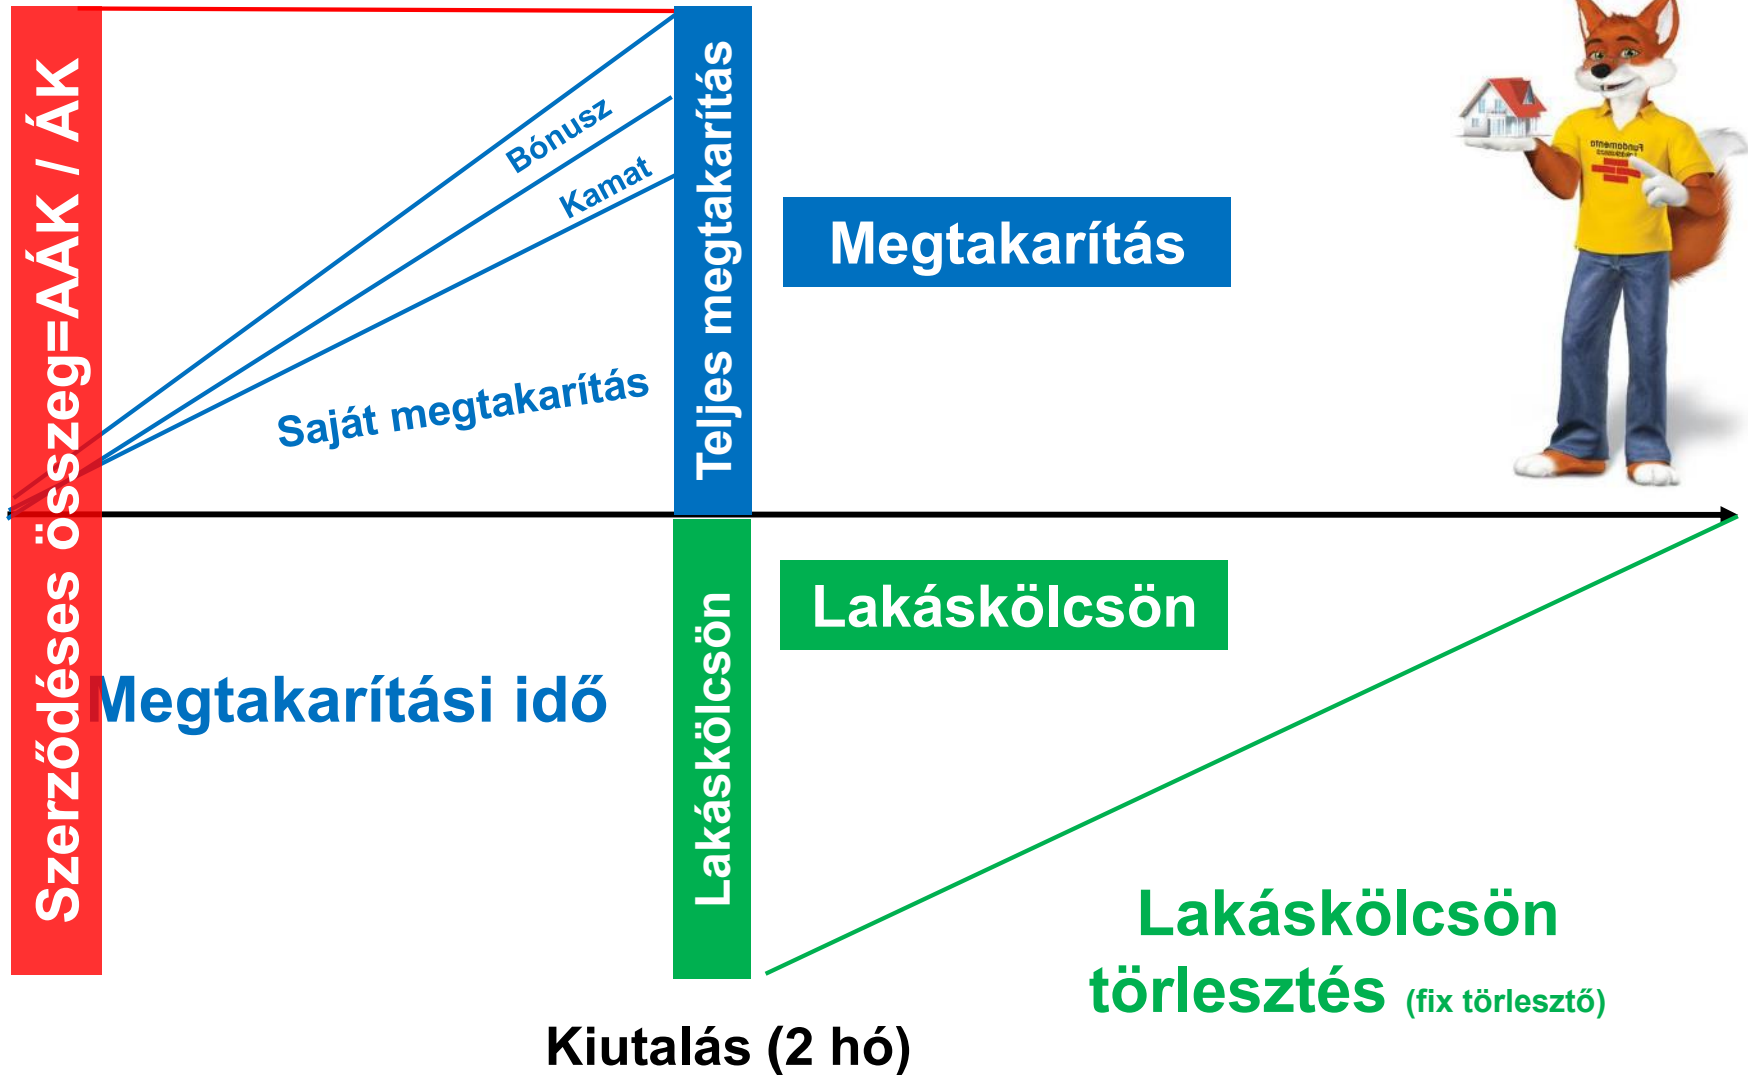 Szerződéses összeg=AÁK / ÁK
Bónusz
Kamat
Saját megtakarítás
Teljes megtakarítás
Megtakarítás
Fundamenta
Lakáskölcsön
Lakáskölcsön
Megtakarítási idő
Lakáskölcsön
törlesztés (fix törlesztő)
Kiutalás (2 hó)